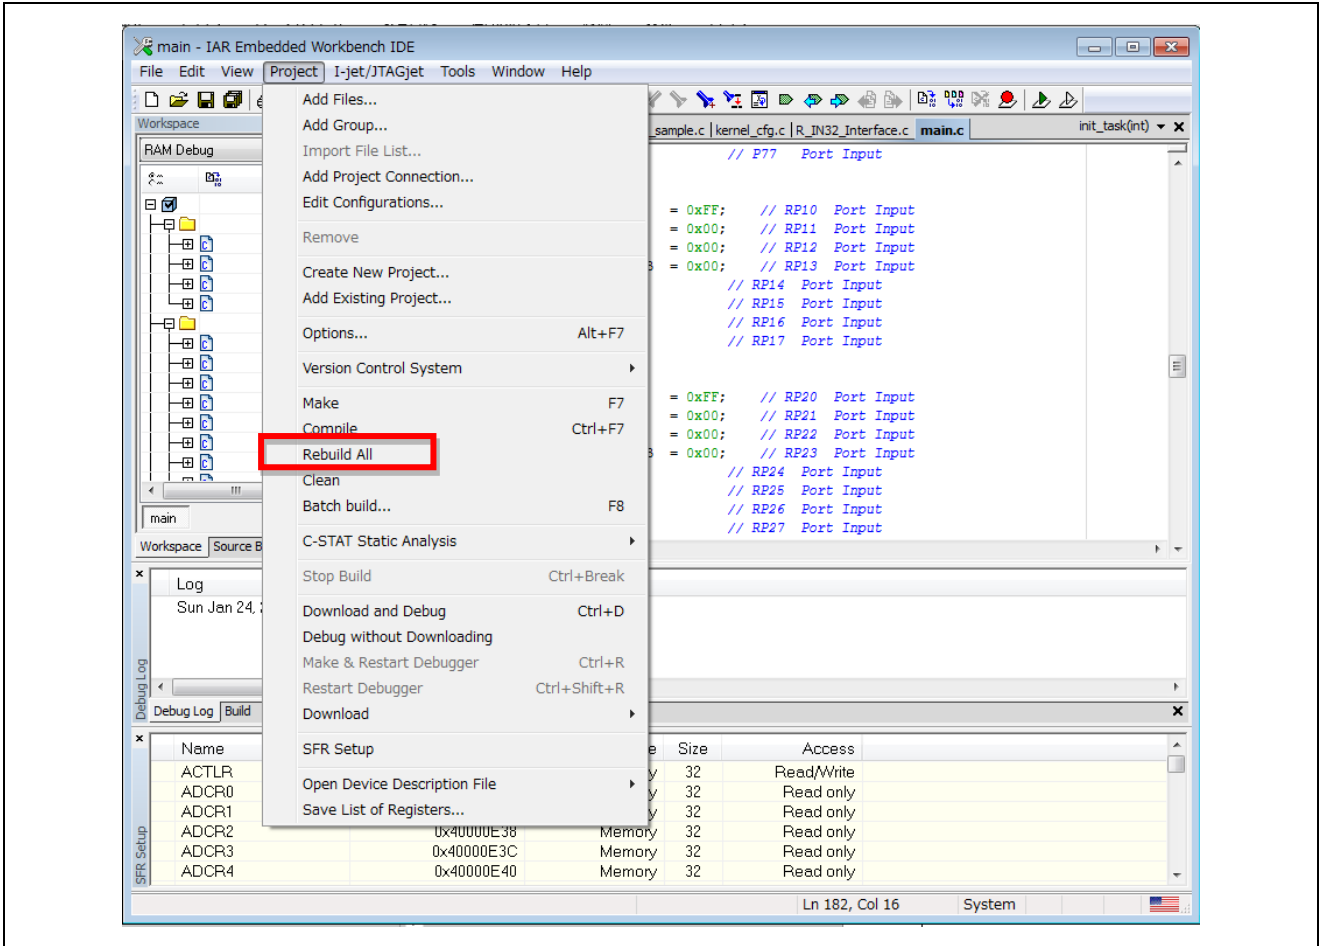 main - IAR Embedded Workbench IDE
File Edit View Project I-jet/JTAGjet Tools Window Help
Workspace
RAM Debug
main
Workspace Source B
Add Files...
Add Group...
Import File List...
Add Project Connection...
Edit Configurations...
Remove
Create New Project...
Add Existing Project...
Options... Alt+F7
Version Control System
Make F7
Compile Ctrl+F7
Rebuild All
Clean
Batch build... F8
C-STAT Static Analysis
Stop Build Ctrl+Break
Download and Debug Ctrl+D
Debug without Downloading
Make & Restart Debugger Ctrl+R
Restart Debugger Ctrl+Shift+R
Download
SFR Setup
Open Device Description File
Save List of Registers...
_sample.c kernel_cfg.c R_IN32_Interface.c main.c init_task(int)
// P77 Port Input
= 0xFF; // RP10 Port Input
= 0x00; // RP11 Port Input
= 0x00; // RP12 Port Input
= 0x00; // RP13 Port Input
// RP14 Port Input
// RP15 Port Input
// RP16 Port Input
// RP17 Port Input
= 0xFF; // RP20 Port Input
= 0x00; // RP21 Port Input
= 0x00; // RP22 Port Input
= 0x00; // RP23 Port Input
// RP24 Port Input
// RP25 Port Input
// RP26 Port Input
// RP27 Port Input
Log
Sun Jan 24,
Debug Log
Debug Log Build
Name Size Access
ACTLR 32 Read/Write
ADCR0 32 Read only
ADCR1 32 Read only
ADCR2 0x40000E38 Memory 32 Read only
ADCR3 0x40000E3C Memory 32 Read only
ADCR4 0x40000E40 Memory 32 Read only
SFR Setup
Ln 182, Col 16 System